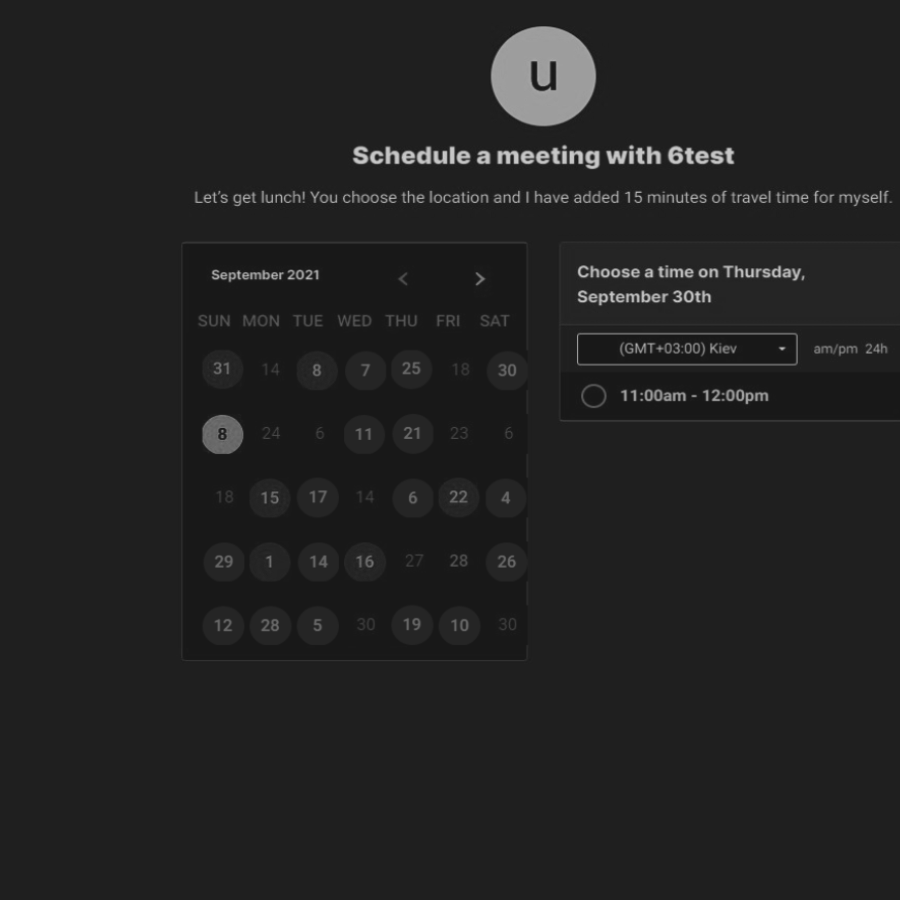 u
Schedule a meeting with 6test
Let's get lunch! You choose the location and I have added 15 minutes of travel time for myself.
September 2021
SUN MON TUE WED THU FRI SAT
31 14 8 7 25 18 30
8 24 6 11 21 23 6
18 15 17 14 6 22 4
29 1 14 16 27 28 26
12 28 5 30 19 10 30
Choose a time on Thursday,
September 30th
(GMT+03:00) Kiev am/pm 24h
11:00am - 12:00pm